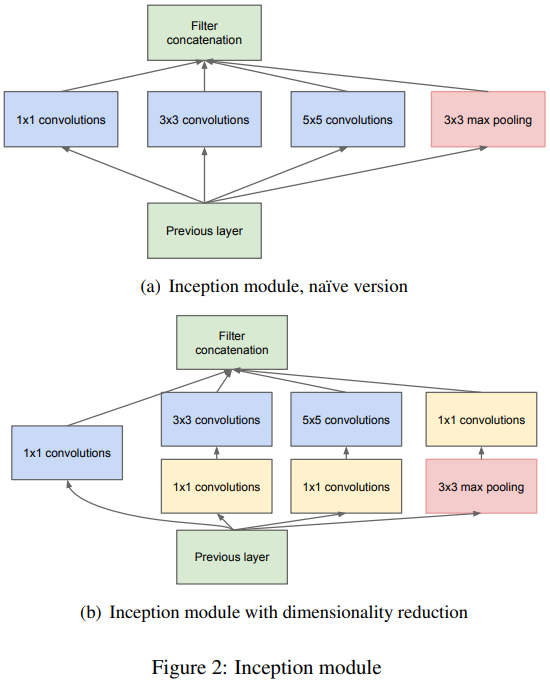 Filter
concatenation
1x1 convolutions
3x3 convolutions
5x5 convolutions
3x3 max pooling
Previous layer
(a) Inception module, naïve version
Filter
concatenation
3x3 convolutions
5x5 convolutions
1x1 convolutions
1x1 convolutions
1x1 convolutions
1x1 convolutions
3x3 max pooling
Previous layer
(b) Inception module with dimensionality reduction
Figure 2: Inception module